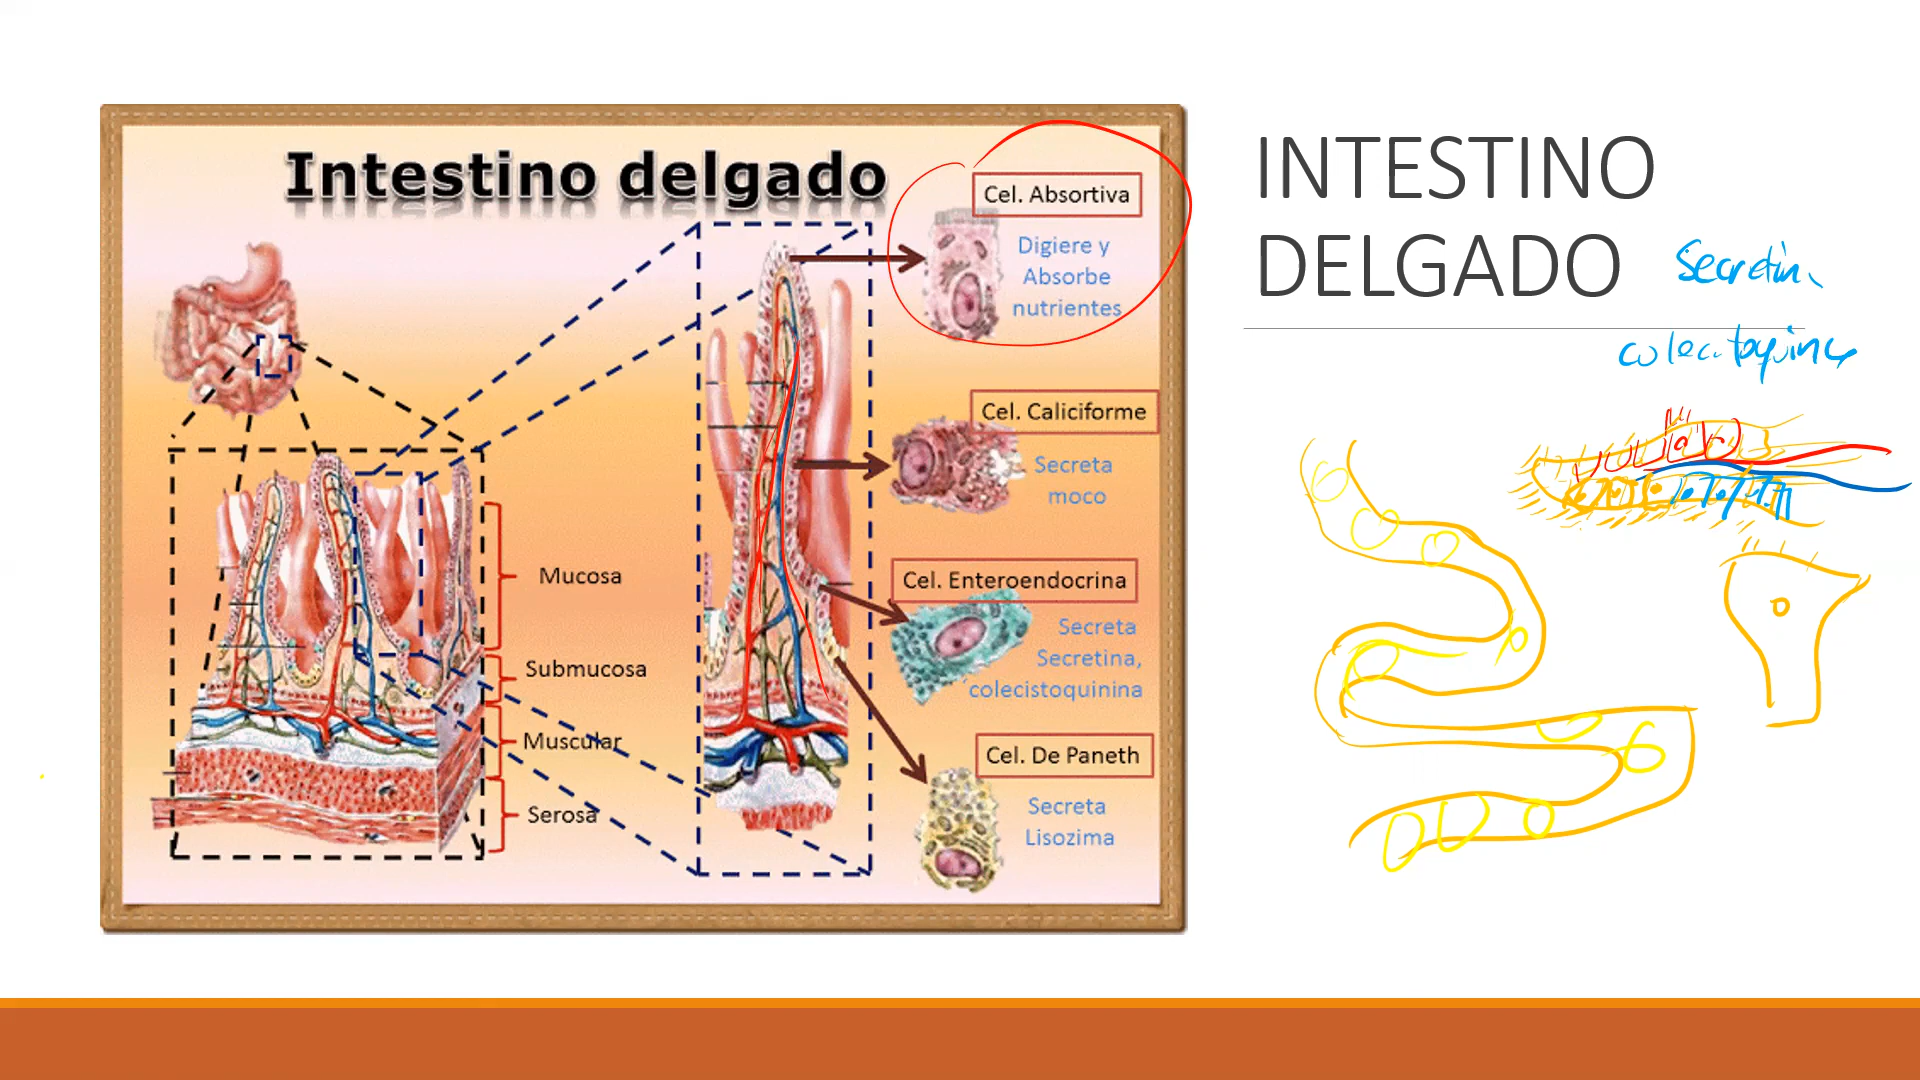 Intestino delgado
Cel. Absortiva
Digiere y
Absorbe
nutrientes
Cel. Caliciforme
Secreta
moco
Cel. Enteroendocrina
Secreta
Secretina,
colecistoquinina
Cel. De Paneth
Secreta
Lisozima
Mucosa
Submucosa
Muscular
Serosa
INTESTINO
DELGADO